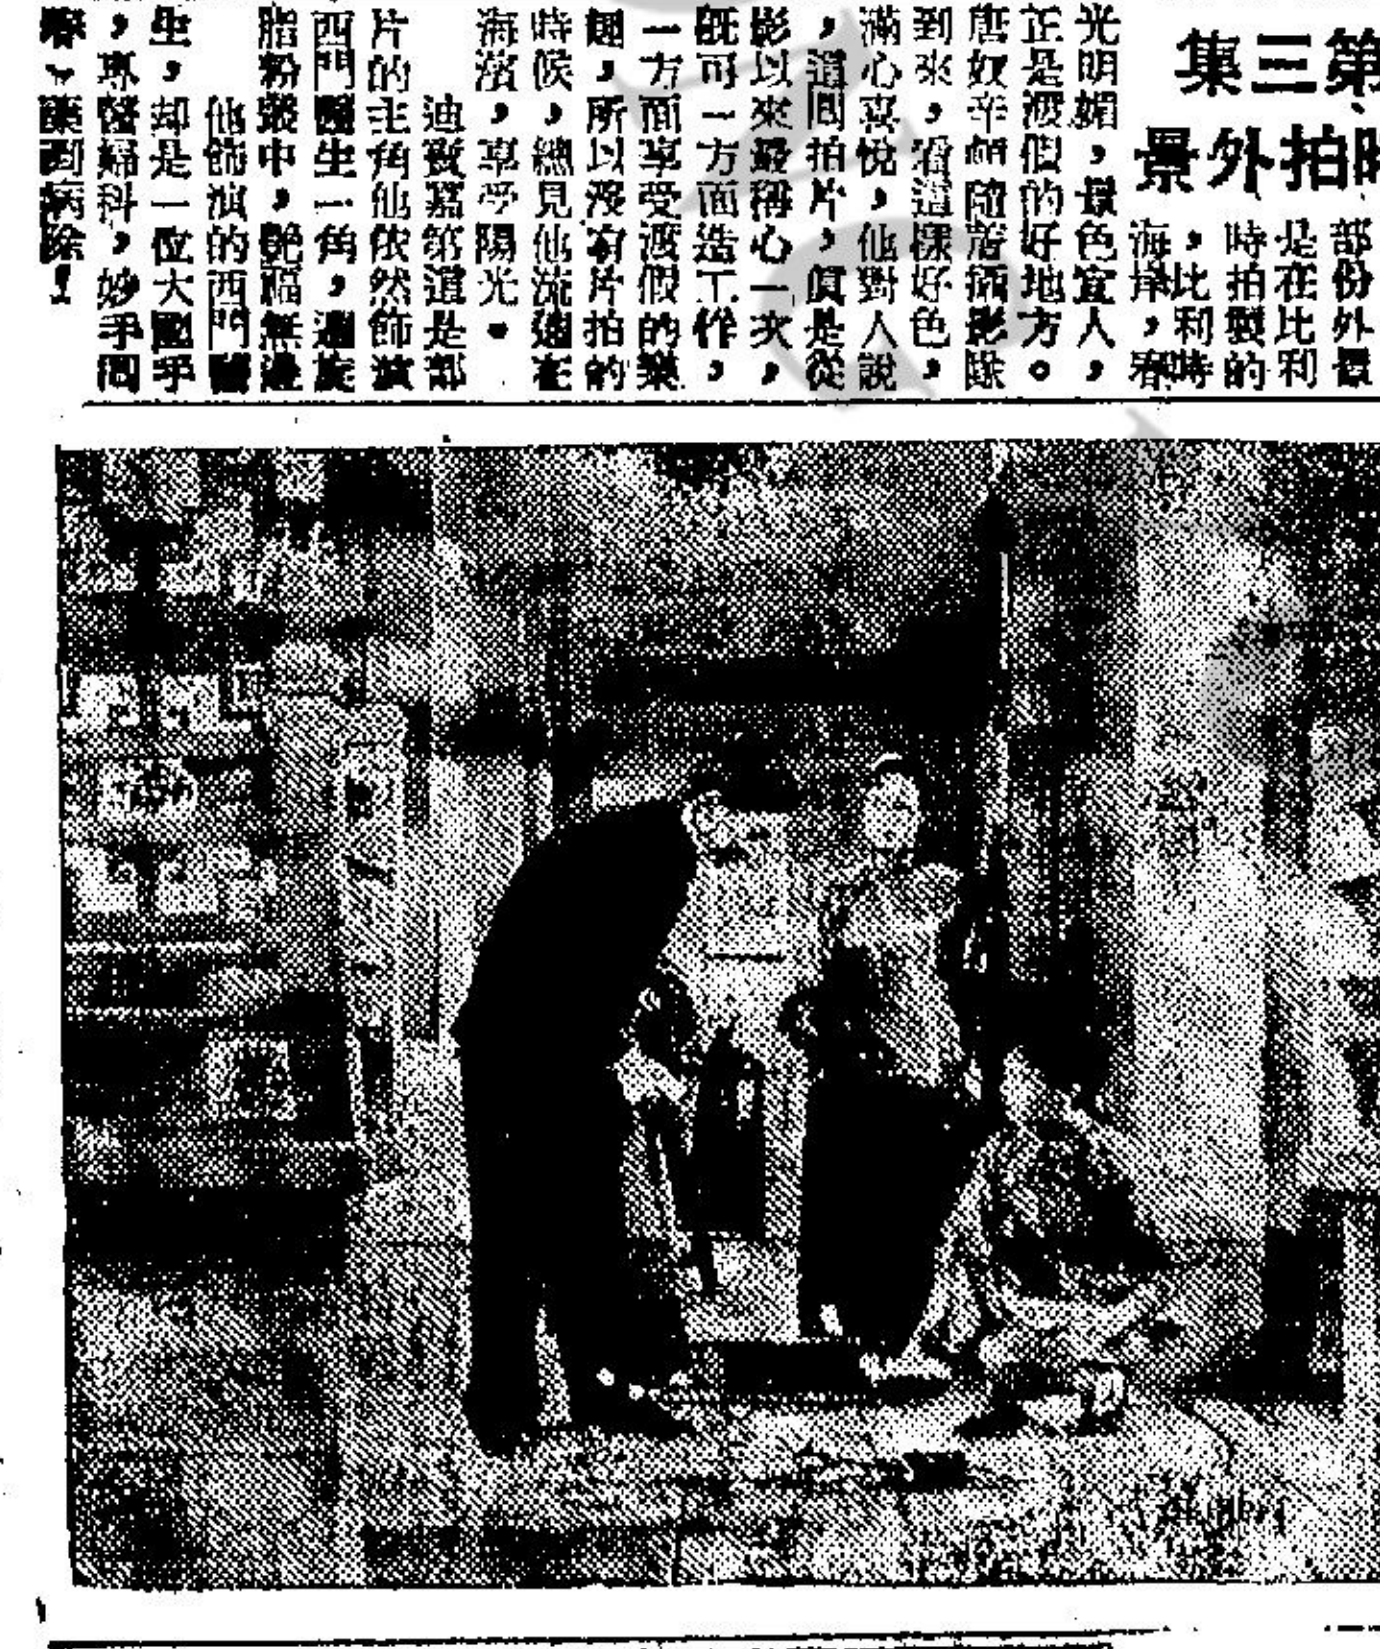 第三集
時拍外景
部份外景
是在比利
時拍製的
，比利時
海岸，春
光明媚，景色宜人，
正是渡假的好地方。
唐奴辛頓隨着攝影隊
到來，看這樣好色，
滿心喜悅，他對人說
，這間拍片，眞是從
影以來最稱心一次，
旣可一方面造工作，
一方面享受渡假的樂
趣，所以沒有片拍的
時候，總見他流連在
海濱，享受陽光。
迪賓嘉第這是部
片的主角他依然飾演
西門醫生一角，週旋
脂粉叢中，艷福無邊
他飾演的西門醫
生，却是一位大國手
，專醫婦科，妙手回
春，藥到病除！